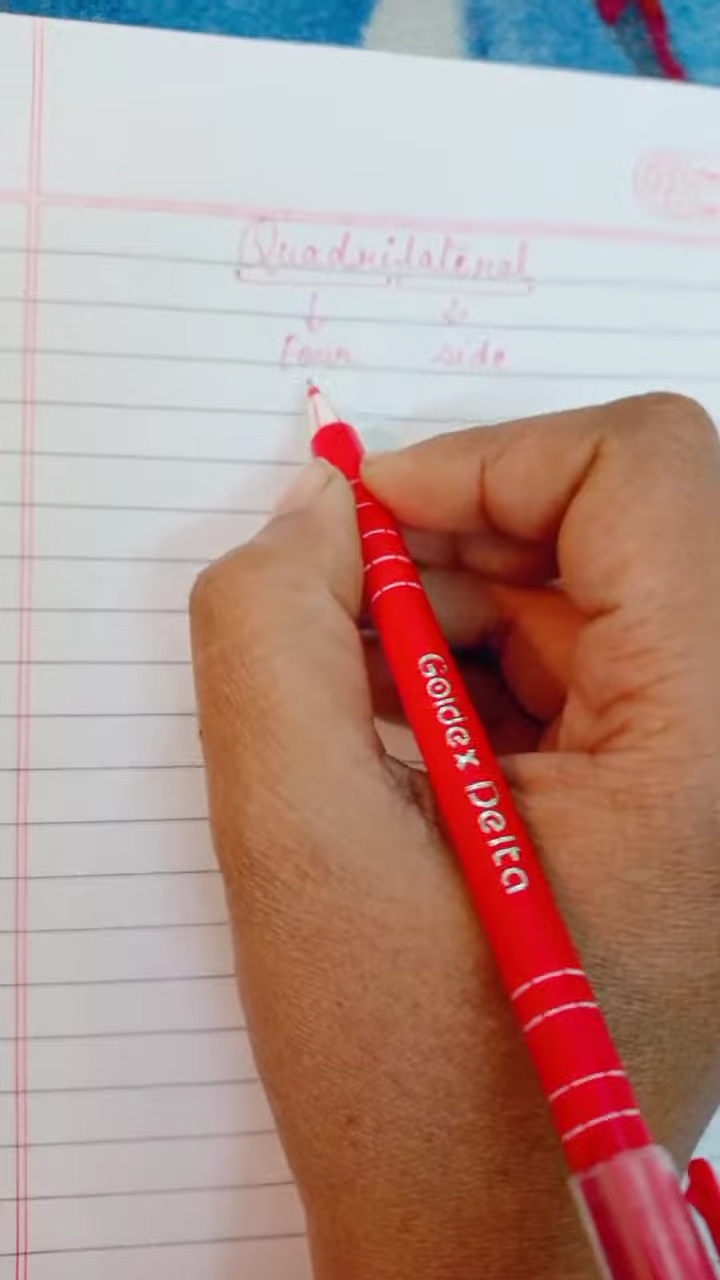 Quadrilateral
↓ ↓
Four side
Goldex Delta